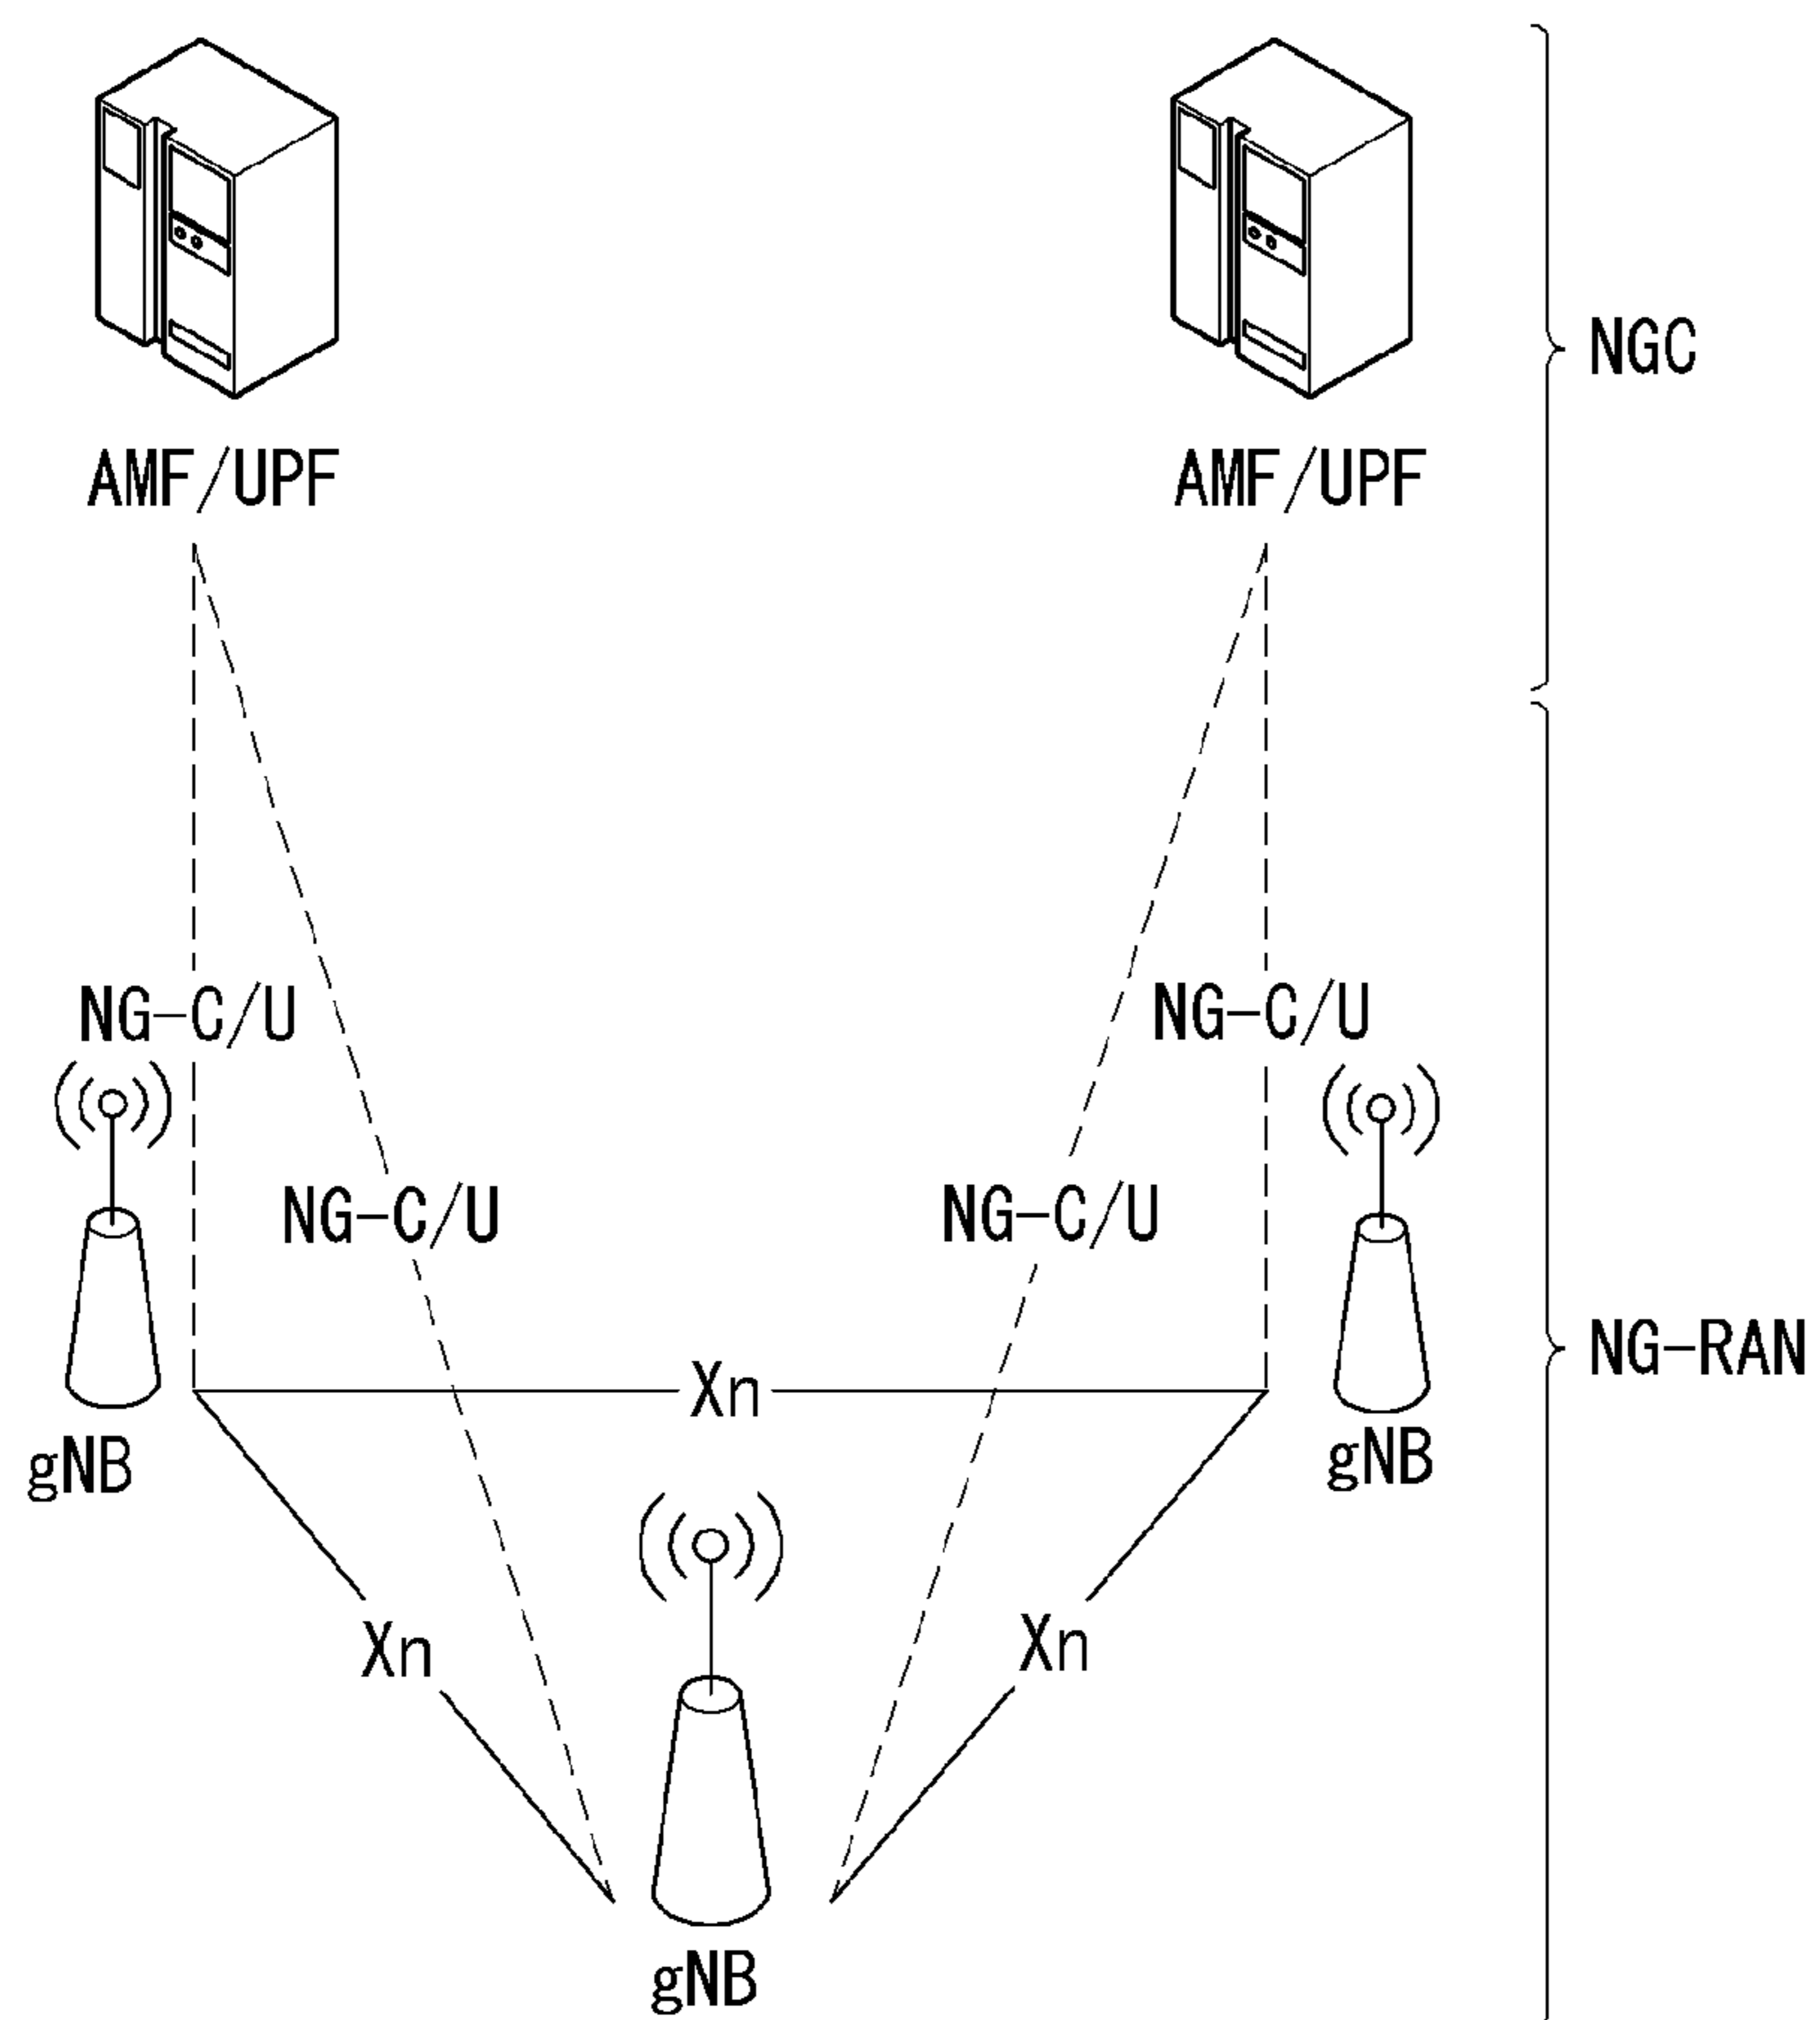 NGC
AMF/UPF
AMF/UPF
NG-C/U
NG-C/U
NG-C/U
NG-C/U
NG-RAN
Xn
gNB
gNB
Xn
Xn
gNB